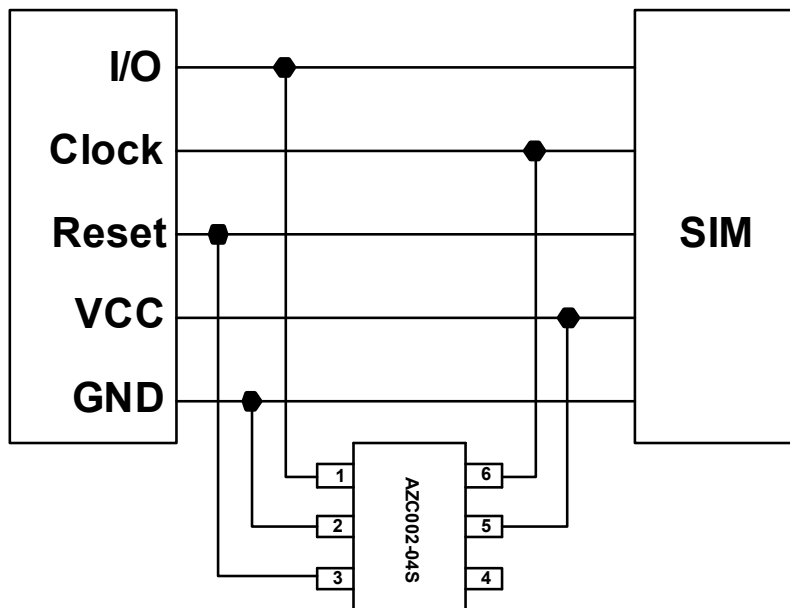 I/O
Clock
Reset
VCC
GND
SIM
1
2
3
AZC002-04S
6
5
4